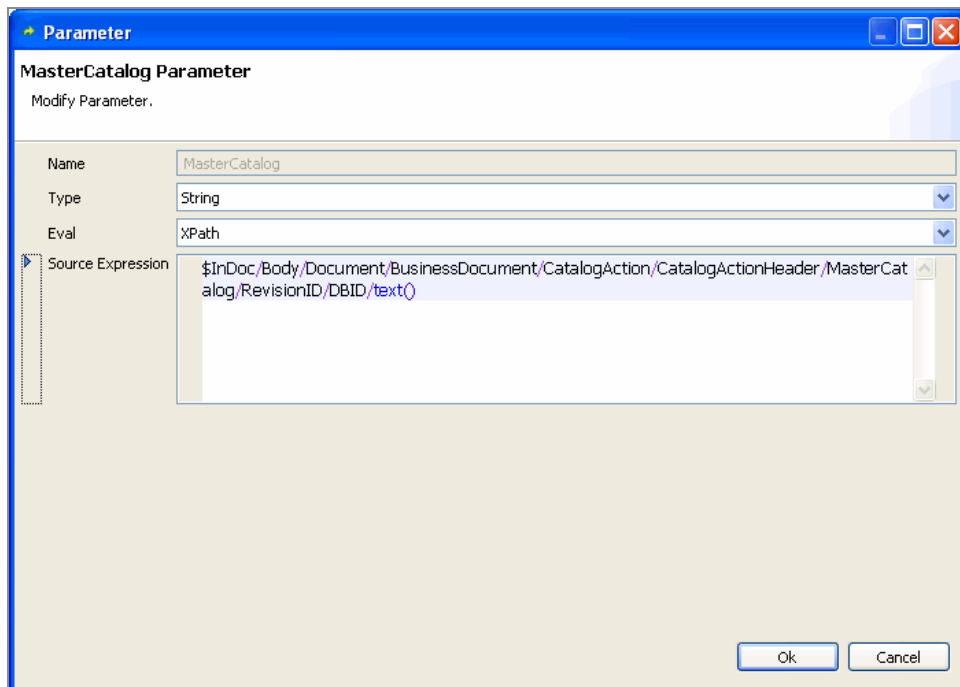 Parameter
MasterCatalog Parameter
Modify Parameter.
Name MasterCatalog
Type String
Eval XPath
Source Expression $InDoc/Body/Document/BusinessDocument/CatalogAction/CatalogActionHeader/MasterCat
alog/RevisionID/DBID/text()
Ok Cancel